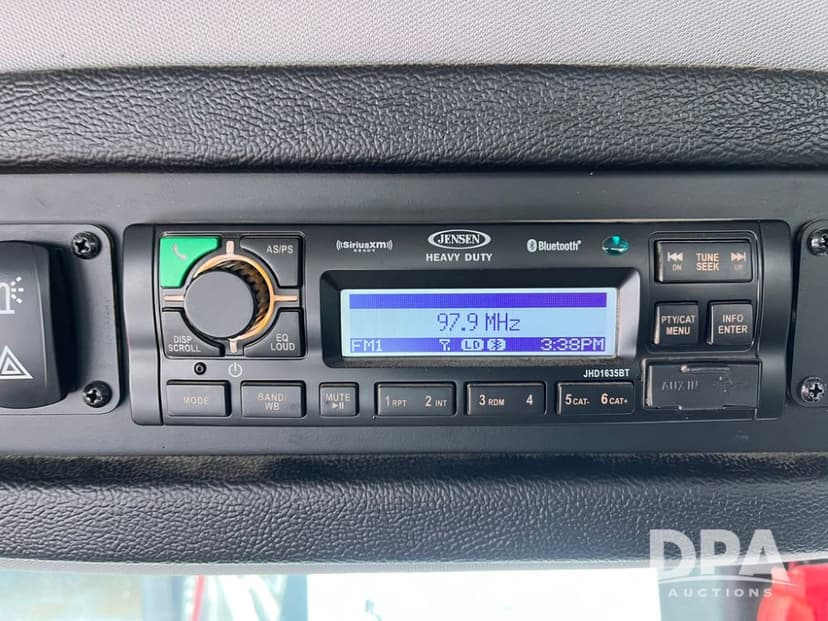 AS/PS
((SiriusXM))
READY
JENSEN
HEAVY DUTY
Bluetooth®
TUNE
SEEK
DN
UP
97.9 MHz
FM1
LD
3:38PM
PTY/CAT
MENU
INFO
ENTER
DISP
SCROLL
EQ
LOUD
JHD1635BT
AUX IN
MODE
BAND/
WB
MUTE
1 RPT 2 INT
3 RDM 4
5 CAT- 6 CAT+
DPA
AUCTIONS